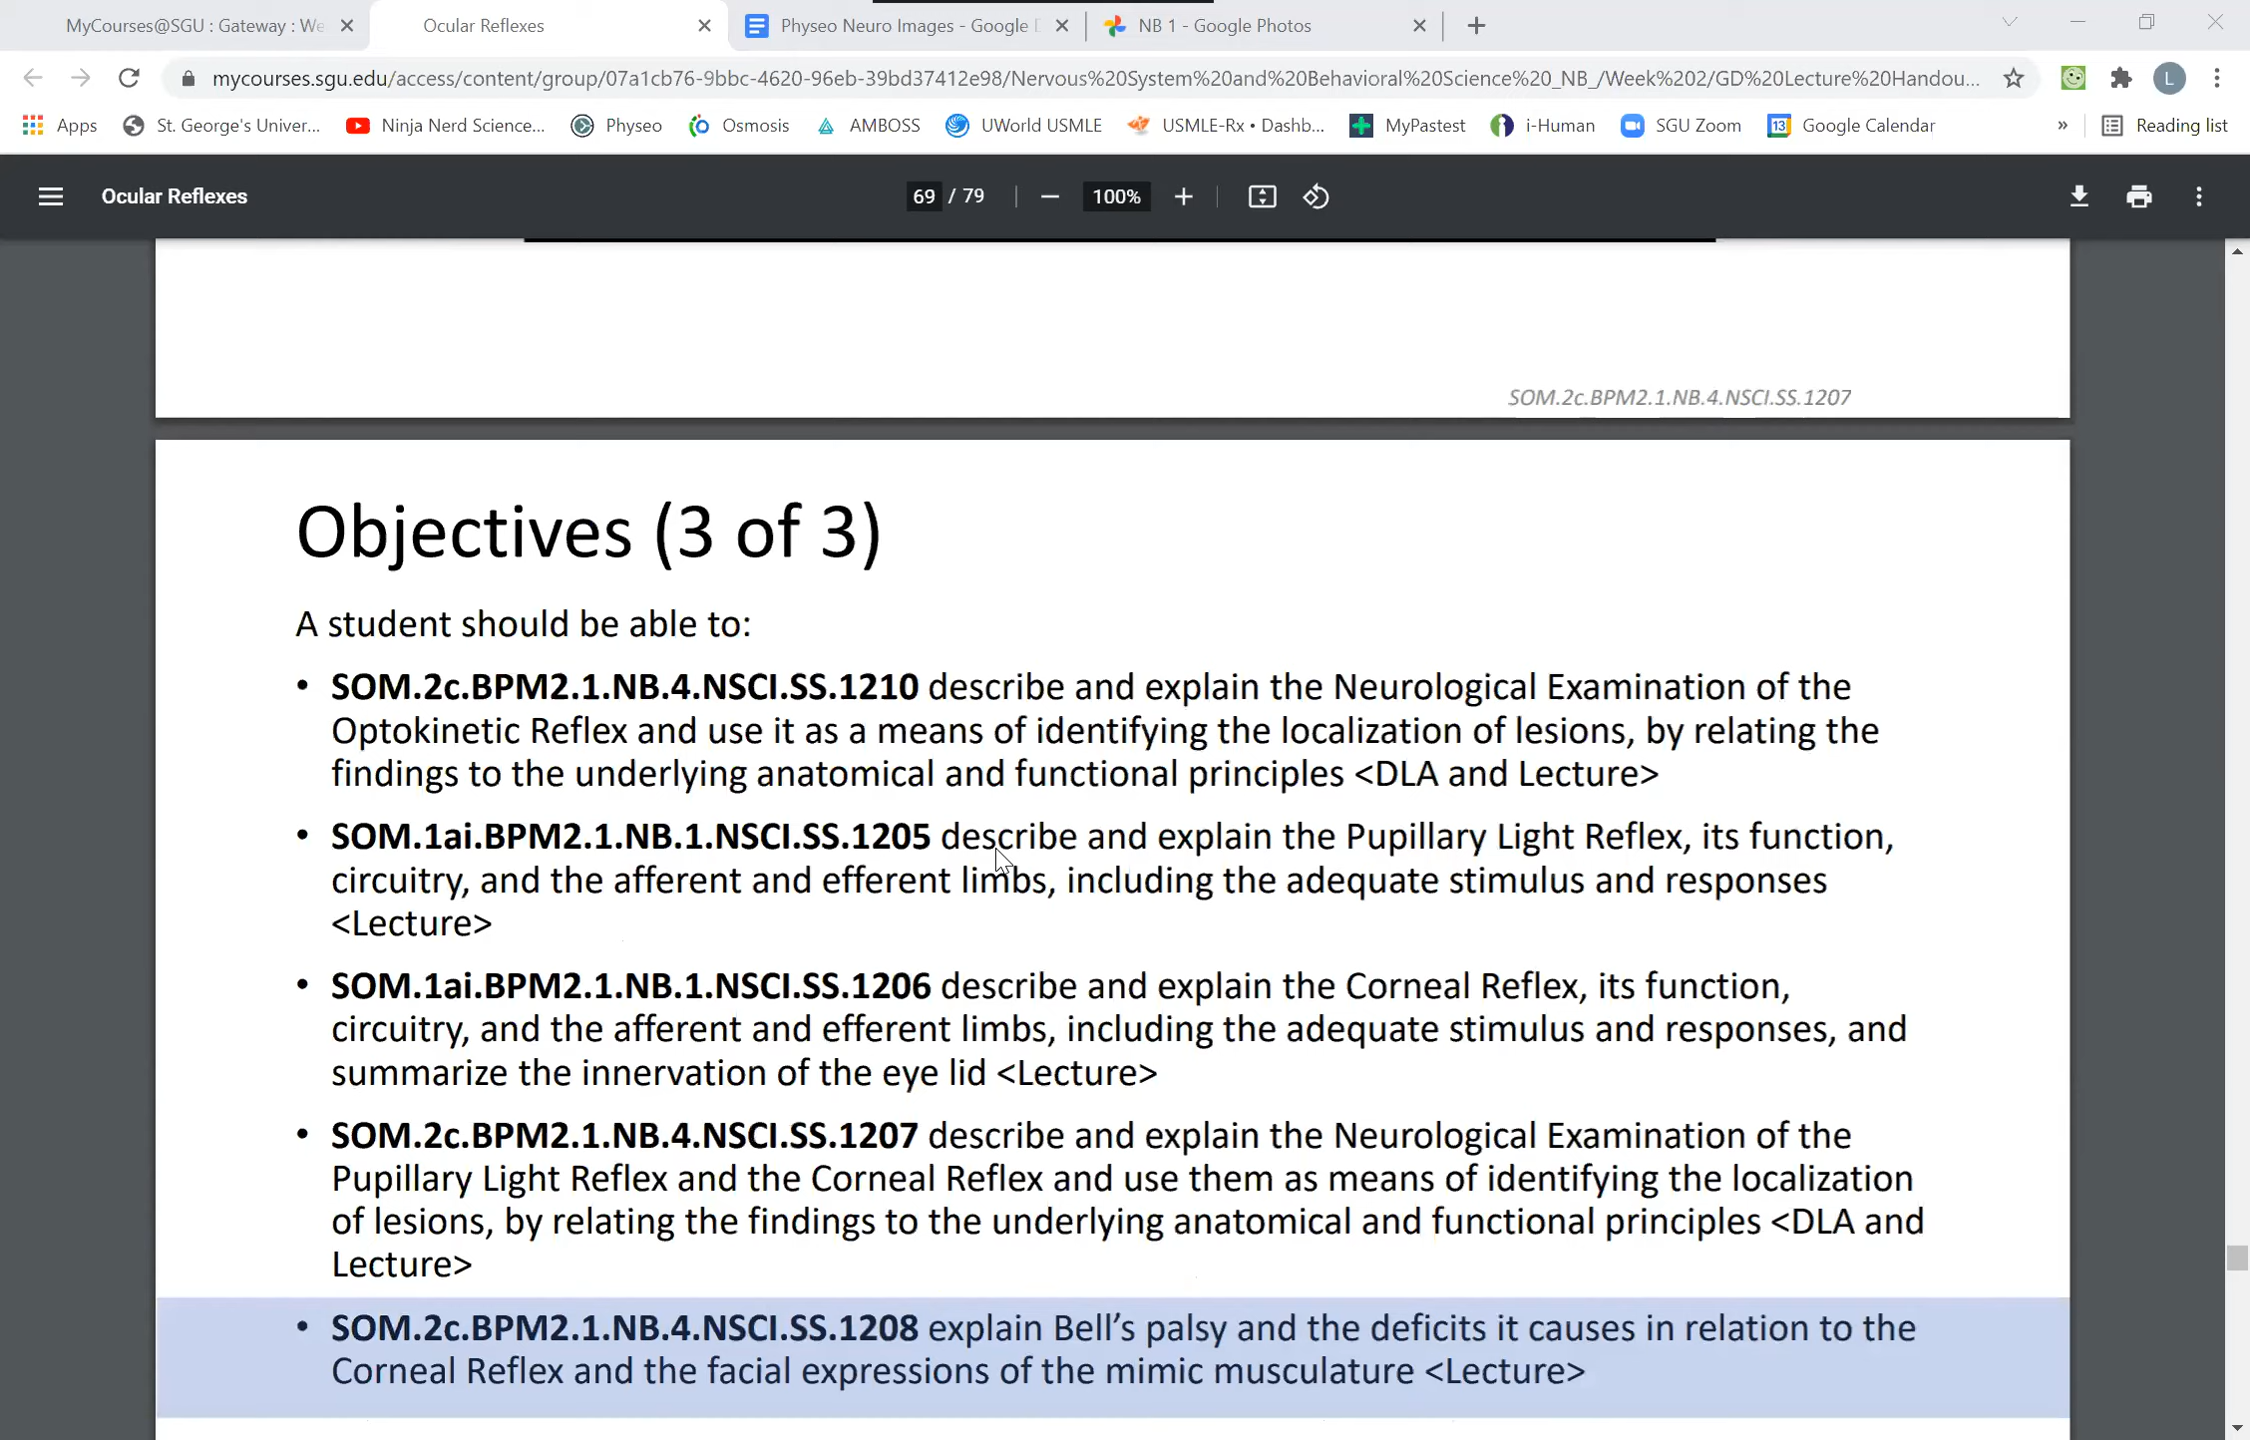 MyCourses@SGU : Gateway : We
Ocular Reflexes
Physeo Neuro Images - Google D
NB 1 - Google Photos
mycourses.sgu.edu/access/content/group/07a1cb76-9bbc-4620-96eb-39bd37412e98/Nervous%20System%20and%20Behavioral%20Science%20_NB_/Week%202/GD%20Lecture%20Handou...
L
Apps
St. George's Univer...
Ninja Nerd Science...
Physeo
Osmosis
AMBOSS
UWorld USMLE
USMLE-Rx • Dashb...
MyPastest
i-Human
SGU Zoom
13
Google Calendar
»
Reading list
Ocular Reflexes
69 / 79
100%
SOM.2c.BPM2.1.NB.4.NSCI.SS.1207
Objectives (3 of 3)
A student should be able to:
• SOM.2c.BPM2.1.NB.4.NSCI.SS.1210 describe and explain the Neurological Examination of the
Optokinetic Reflex and use it as a means of identifying the localization of lesions, by relating the
findings to the underlying anatomical and functional principles <DLA and Lecture>
• SOM.1ai.BPM2.1.NB.1.NSCI.SS.1205 describe and explain the Pupillary Light Reflex, its function,
circuitry, and the afferent and efferent limbs, including the adequate stimulus and responses
<Lecture>
• SOM.1ai.BPM2.1.NB.1.NSCI.SS.1206 describe and explain the Corneal Reflex, its function,
circuitry, and the afferent and efferent limbs, including the adequate stimulus and responses, and
summarize the innervation of the eye lid <Lecture>
• SOM.2c.BPM2.1.NB.4.NSCI.SS.1207 describe and explain the Neurological Examination of the
Pupillary Light Reflex and the Corneal Reflex and use them as means of identifying the localization
of lesions, by relating the findings to the underlying anatomical and functional principles <DLA and
Lecture>
• SOM.2c.BPM2.1.NB.4.NSCI.SS.1208 explain Bell's palsy and the deficits it causes in relation to the
Corneal Reflex and the facial expressions of the mimic musculature <Lecture>